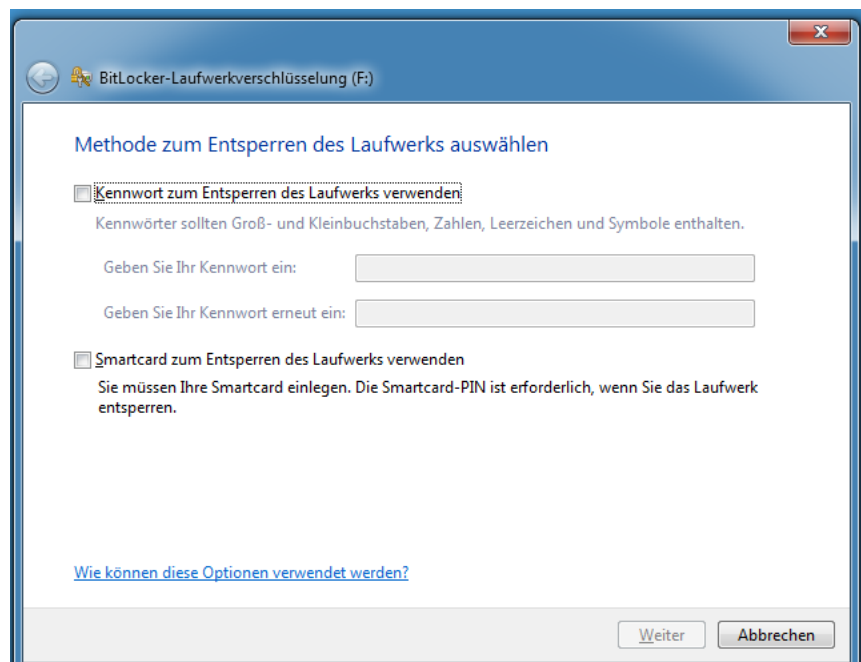 BitLocker-Laufwerkverschlüsselung (F:)
Methode zum Entsperren des Laufwerks auswählen
Kennwort zum Entsperren des Laufwerks verwenden
Kennwörter sollten Groß- und Kleinbuchstaben, Zahlen, Leerzeichen und Symbole enthalten.
Geben Sie Ihr Kennwort ein:
Geben Sie Ihr Kennwort erneut ein:
Smartcard zum Entsperren des Laufwerks verwenden
Sie müssen Ihre Smartcard einlegen. Die Smartcard-PIN ist erforderlich, wenn Sie das Laufwerk
entsperren.
Wie können diese Optionen verwendet werden?
Weiter Abbrechen